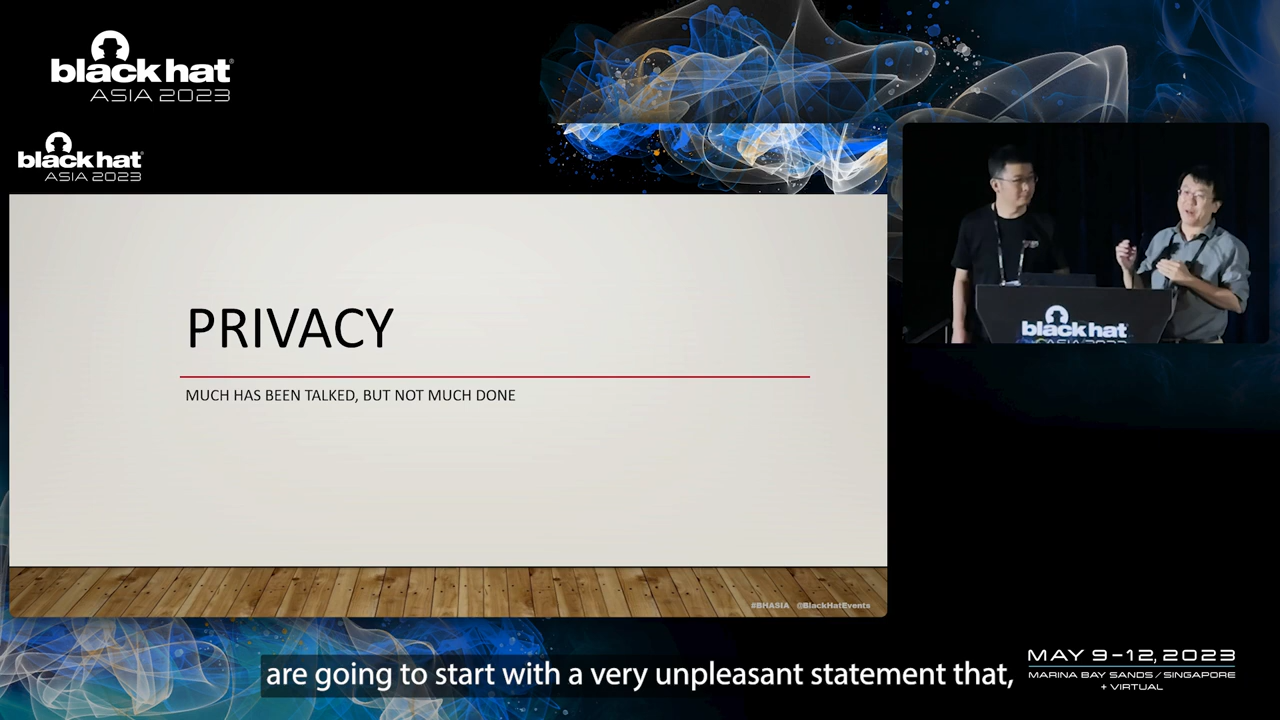 black hat®
ASIA 2023
black hat®
ASIA 2023
PRIVACY
MUCH HAS BEEN TALKED, BUT NOT MUCH DONE
#BHASIA @BlackHatEvents
black hat®
ASIA 2023
are going to start with a very unpleasant statement that,
MAY 9-12, 2023
MARINA BAY SANDS / SINGAPORE
+ VIRTUAL